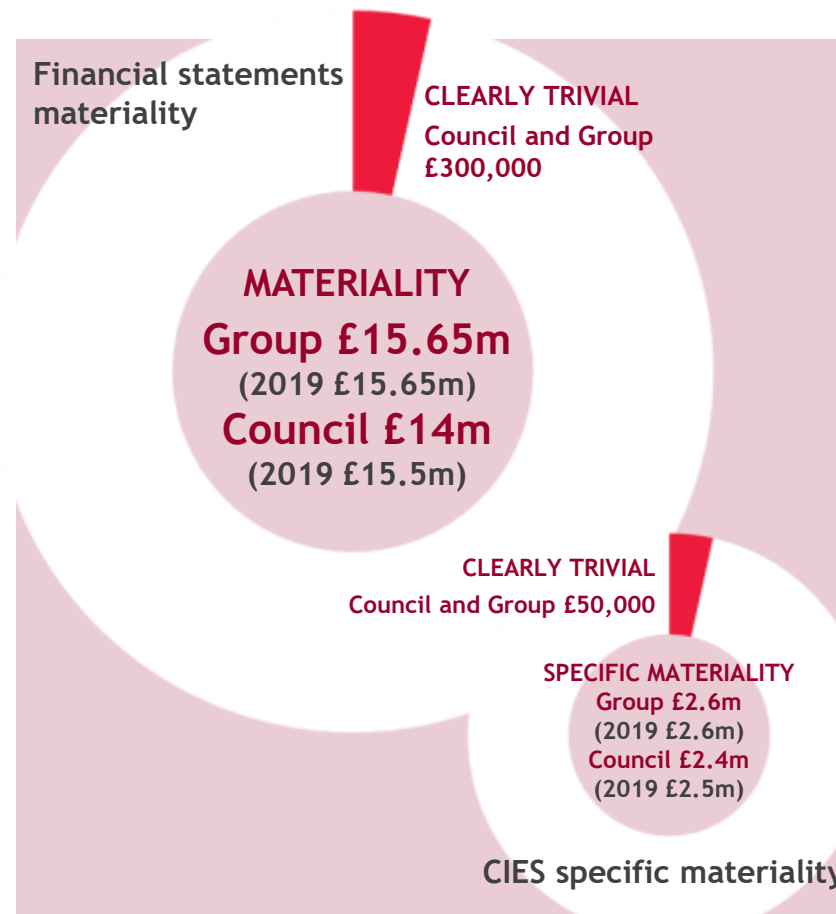 Financial statements
materiality
CLEARLY TRIVIAL
Council and Group
£300,000
MATERIALITY
Group £15.65m
(2019 £15.65m)
Council £14m
(2019 £15.5m)
CLEARLY TRIVIAL
Council and Group £50,000
SPECIFIC MATERIALITY
Group £2.6m
(2019 £2.6m)
Council £2.4m
(2019 £2.5m)
CIES specific materiality